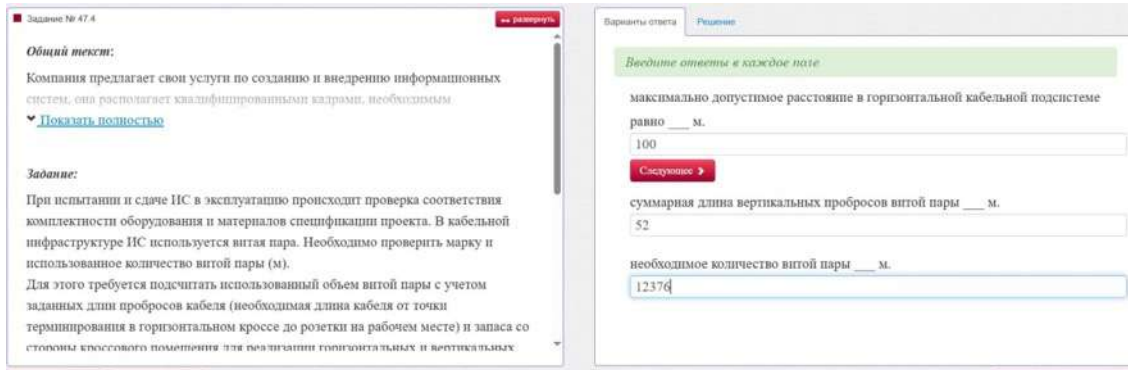 Задание № 47.4
развернуть
Общий текст:
Компания предлагает свои услуги по созданию и внедрению информационных
систем, она располагает квалифицированными кадрами, необходимым
Показать полностью
Задание:
При испытании и сдаче ИС в эксплуатацию происходит проверка соответствия
комплектности оборудования и материалов спецификации проекта. В кабельной
инфраструктуре ИС используется витая пара. Необходимо проверить марку и
использованное количество витой пары (м).
Для этого требуется подсчитать использованный объем витой пары с учетом
заданных длин пробросов кабеля (необходимая длина кабеля от точки
терминирования в горизонтальном кроссе до розетки на рабочем месте) и запаса со
стороны кроссового помещения для реализации горизонтальных и вертикальных
Варианты ответа
Решение
Введите ответы в каждое поле
максимально допустимое расстояние в горизонтальной кабельной подсистеме
равно ___ м.
100
Следующее
суммарная длина вертикальных пробросов витой пары ___ м.
52
необходимое количество витой пары ___ м.
12376